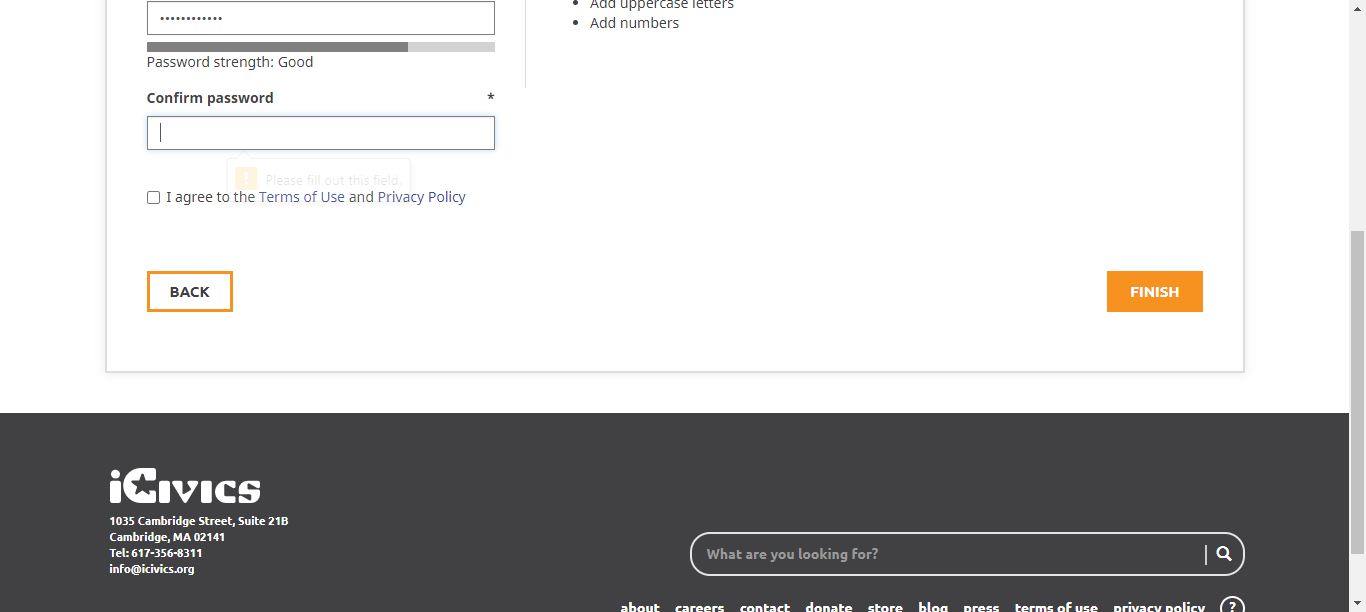 Add uppercase letters
Add numbers
••••••••••••
Password strength: Good
Confirm password *
Please fill out this field.
I agree to the Terms of Use and Privacy Policy
BACK
FINISH
iCivics
1035 Cambridge Street, Suite 21B
Cambridge, MA 02141
Tel: 617-356-8311
info@icivics.org
What are you looking for?
about careers contact donate store blog press terms of use privacy policy ?